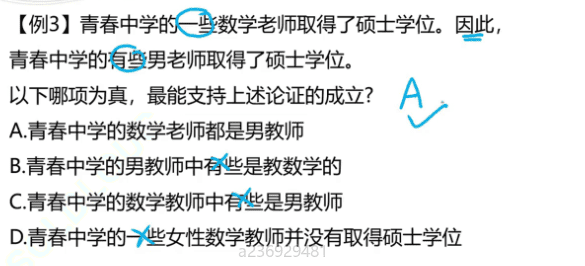 【例3】青春中学的一些数学老师取得了硕士学位。因此，
青春中学的有些男老师取得了硕士学位。
以下哪项为真，最能支持上述论证的成立?
A
A.青春中学的数学老师都是男教师
B.青春中学的男教师中有些是教数学的
C.青春中学的数学教师中有些是男教师
D.青春中学的一些女性数学教师并没有取得硕士学位
a236929481